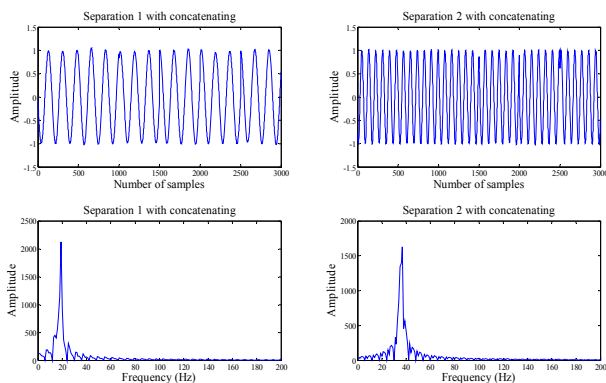 Separation 1 with concatenating
1.5
1
0.5
0
-0.5
-1
-1.5
Amplitude
0 500 1000 1500 2000 2500 3000
Number of samples
Separation 2 with concatenating
1.5
1
0.5
0
-0.5
-1
-1.5
Amplitude
0 500 1000 1500 2000 2500 3000
Number of samples
Separation 1 with concatenating
2500
2000
1500
1000
500
0
Amplitude
0 20 40 60 80 100 120 140 160 180 200
Frequency (Hz)
Separation 2 with concatenating
2000
1500
1000
500
0
Amplitude
0 20 40 60 80 100 120 140 160 180 200
Frequency (Hz)